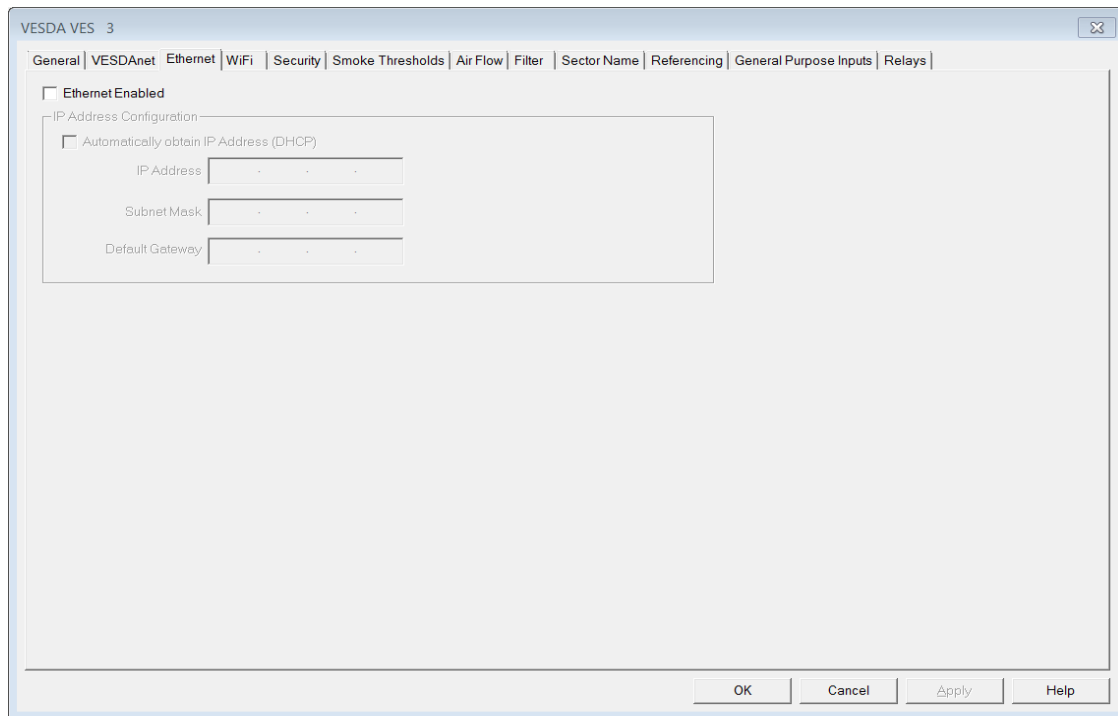 VESDA VES 3
General VESDAnet Ethernet WiFi Security Smoke Thresholds Air Flow Filter Sector Name Referencing General Purpose Inputs Relays
Ethernet Enabled
IP Address Configuration
Automatically obtain IP Address (DHCP)
IP Address . . .
Subnet Mask . . .
Default Gateway . . .
OK Cancel Apply Help